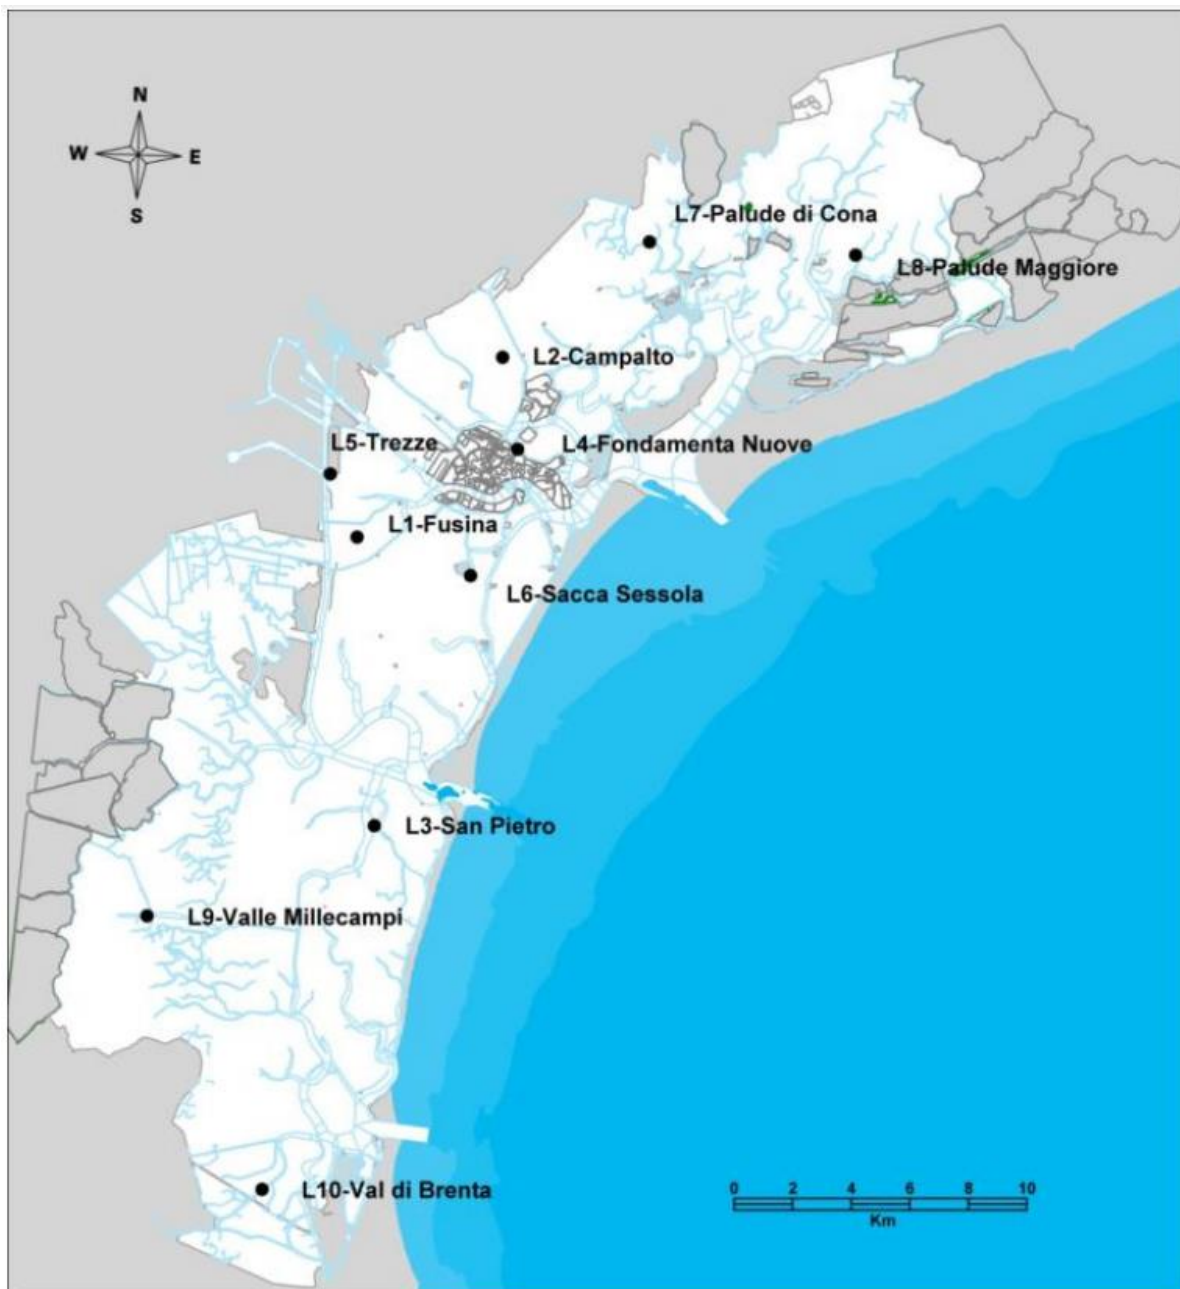 N
W E
S
L7-Palude di Cona
L8-Palude Maggiore
L2-Campalto
L5-Trezze
L4-Fondamenta Nuove
L1-Fusina
L6-Sacca Sessola
L3-San Pietro
L9-Valle Millecampi
L10-Val di Brenta
0 2 4 6 8 10
Km